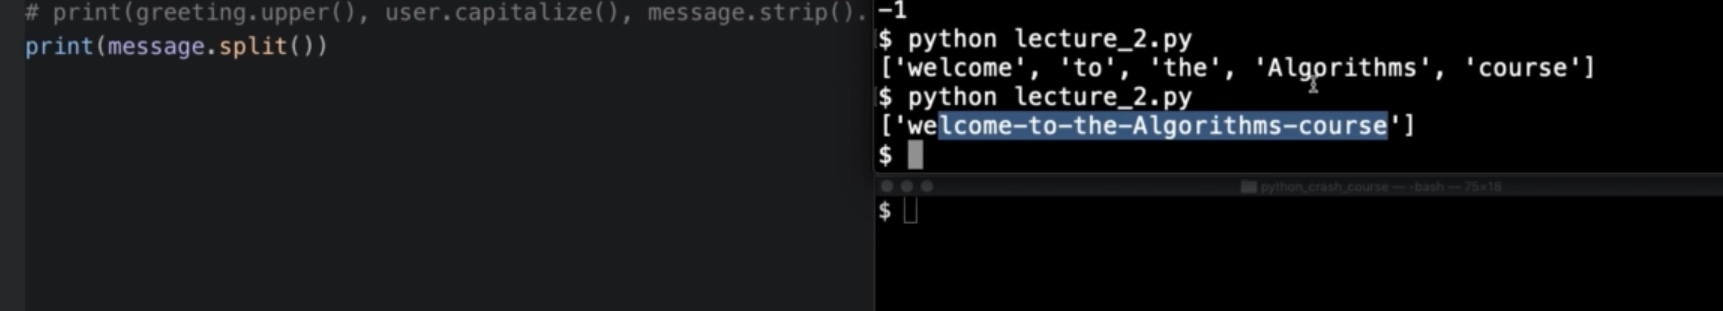 # print(greeting.upper(), user.capitalize(), message.strip().
print(message.split())
-1
$ python lecture_2.py
['welcome', 'to', 'the', 'Algorithms', 'course']
$ python lecture_2.py
['welcome-to-the-Algorithms-course']
$
python_crash_course — -bash — 75×18
$